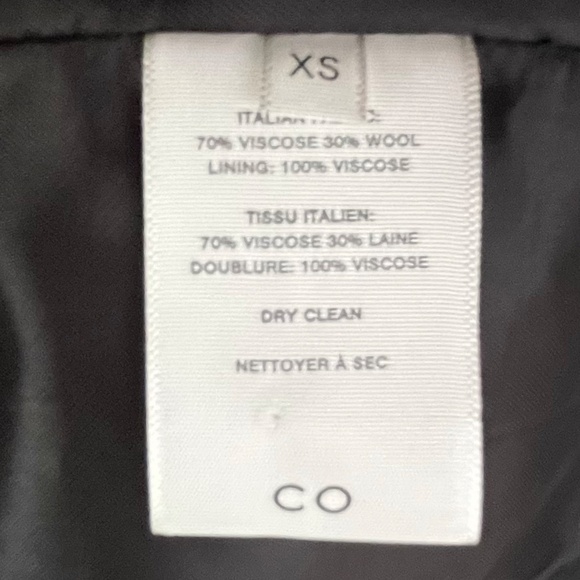 XS
70% VISCOSE 30% WOOL
LINING: 100% VISCOSE
TISSU ITALIEN:
70% VISCOSE 30% LAINE
DOUBLURE: 100% VISCOSE
DRY CLEAN
NETTOYER À SEC
CO